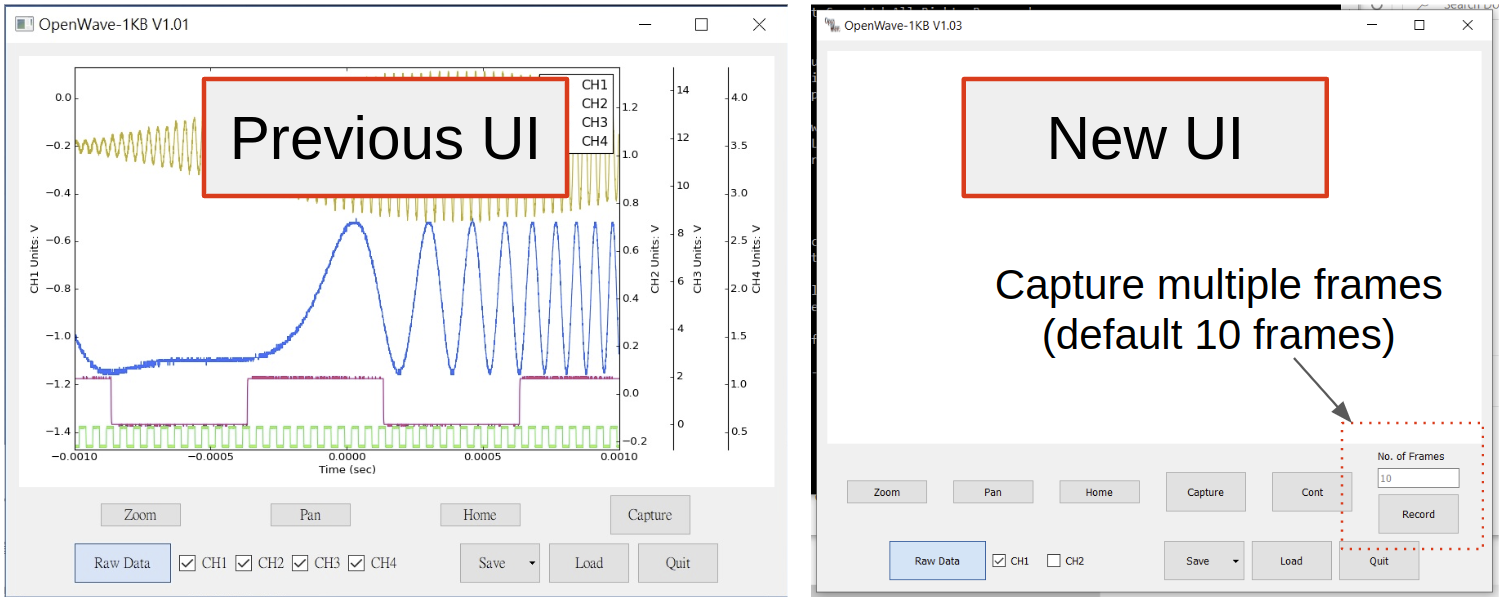 OpenWave-1KB V1.01
Previous UI
CH1
CH2
CH3
CH4
0.0
−0.2
−0.4
−0.6
−0.8
−1.0
−1.2
−1.4
CH1 Units: V
1.2
1.0
0.8
0.6
0.4
0.2
0.0
−0.2
CH2 Units: V
14
12
10
8
6
4
2
0
CH3 Units: V
4.0
3.5
3.0
2.5
2.0
1.5
1.0
0.5
CH4 Units: V
−0.0010 −0.0005 0.0000 0.0005 0.0010
Time (sec)
Zoom Pan Home Capture
Raw Data CH1 CH2 CH3 CH4 Save Load Quit
OpenWave-1KB V1.03
New UI
Capture multiple frames
(default 10 frames)
No. of Frames
10
Zoom Pan Home Capture Cont
Record
Raw Data CH1 CH2 Save Load Quit